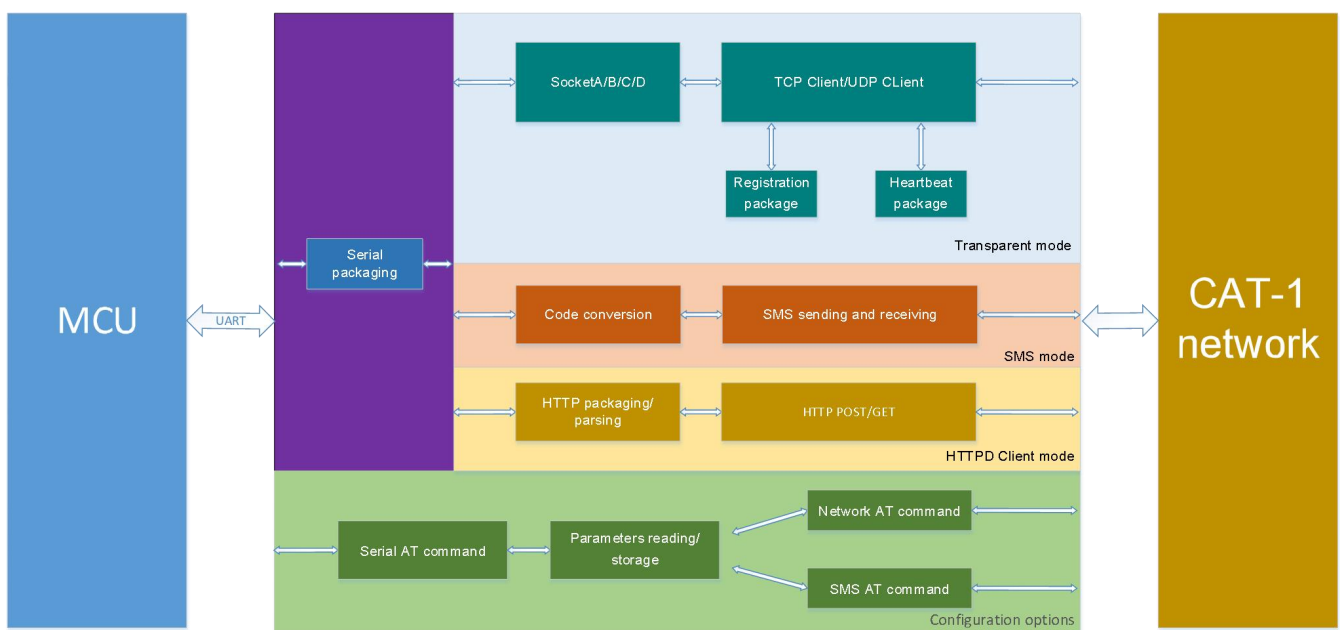 MCU
UART
Serial
packaging
SocketA/B/C/D
TCP Client/UDP CLient
Registration
package
Heartbeat
package
Transparent mode
Code conversion
SMS sending and receiving
SMS mode
HTTP packaging/
parsing
HTTP POST/GET
HTTPD Client mode
Serial AT command
Parameters reading/
storage
Network AT command
SMS AT command
Configuration options
CAT-1
network